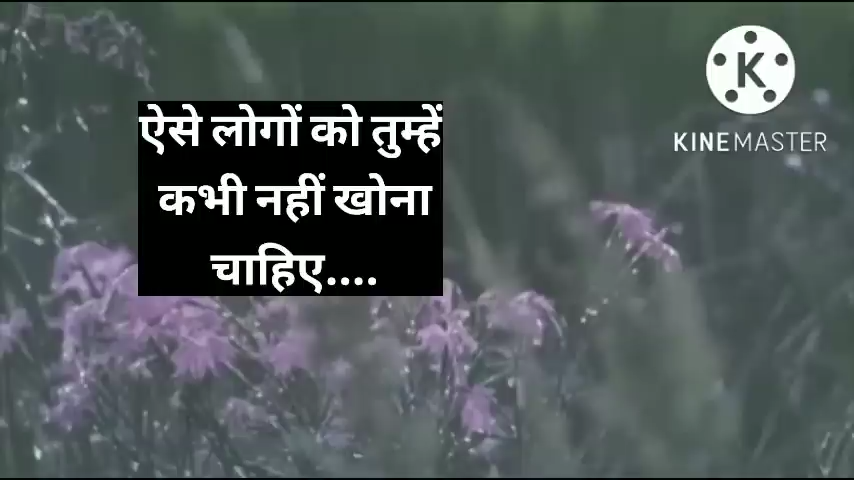 ऐसे लोगों को तुम्हें
कभी नहीं खोना
चाहिए....
K
KINEMASTER